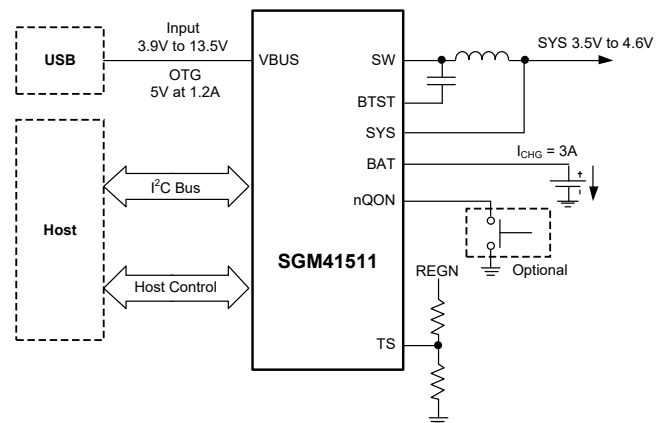 USB
Input
3.9V to 13.5V
OTG
5V at 1.2A
VBUS
SW
SYS 3.5V to 4.6V
BTST
SYS
BAT
ICHG = 3A
+
-
nQON
Optional
Host
I2C Bus
Host Control
SGM41511
REGN
TS